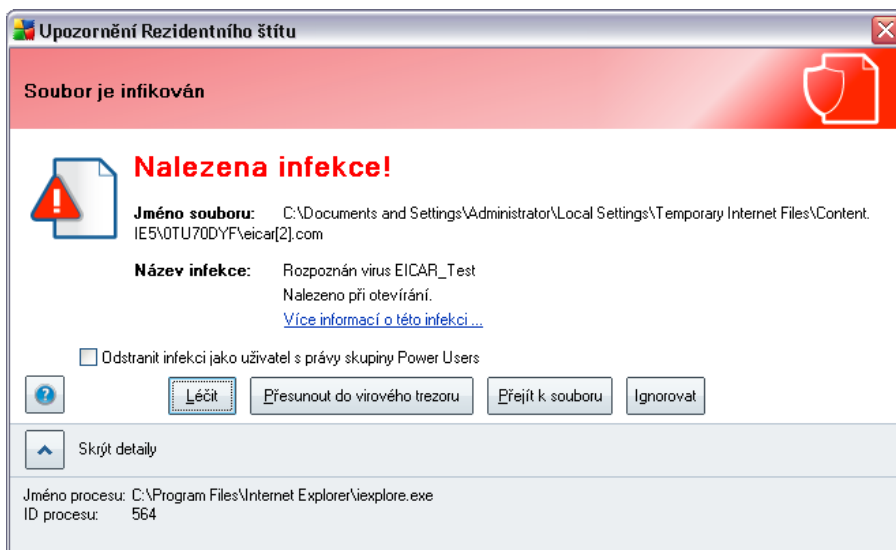 Upozornění Rezidentního štítu
Soubor je infikován
Nalezena infekce!
Jméno souboru: C:\Documents and Settings\Administrator\Local Settings\Temporary Internet Files\Content.
IE5\0TU70DYF\eicar[2].com
Název infekce: Rozpoznán virus EICAR_Test
Nalezeno při otevírání.
Více informací o této infekci ...
Odstranit infekci jako uživatel s právy skupiny Power Users
Léčit Přesunout do virového trezoru Přejít k souboru Ignorovat
Skrýt detaily
Jméno procesu: C:\Program Files\Internet Explorer\iexplore.exe
ID procesu: 564